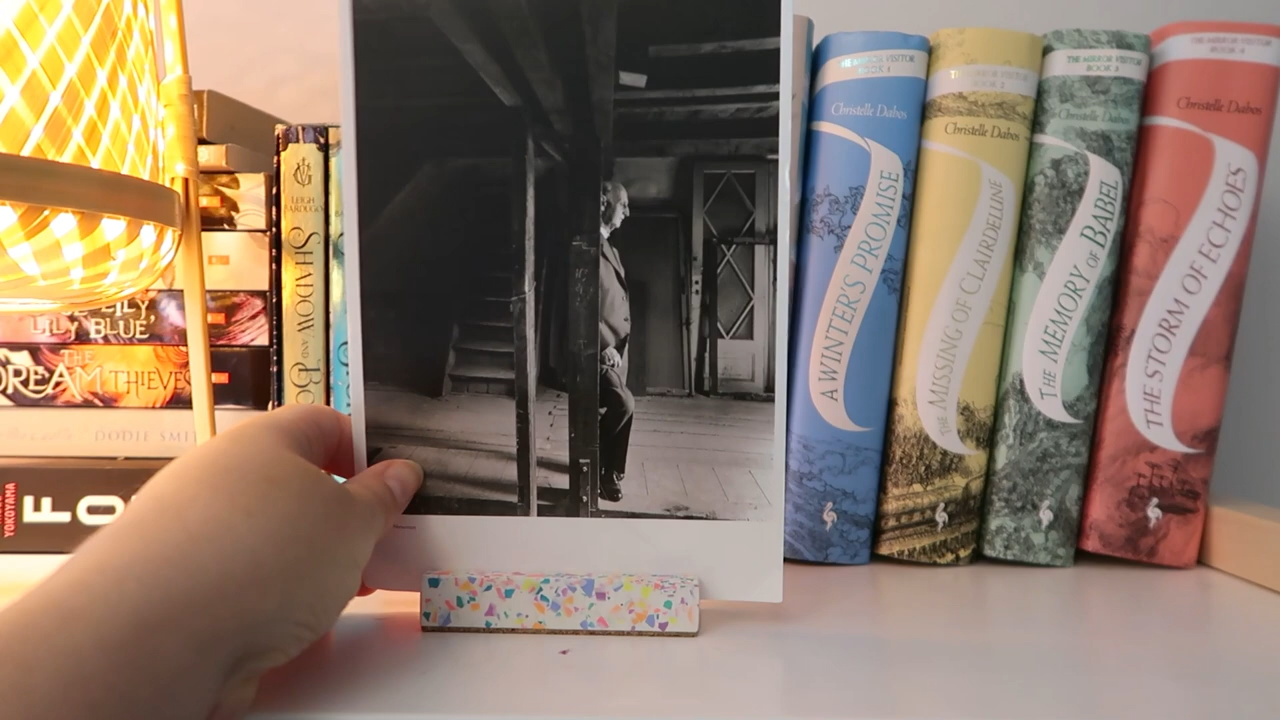 LILY,
LILY BLUE
THE
DREAM THIEVES
DODIE SMI
YOKOYAMA
FO
LEIGH
BARDUGO
SHADOW AND BO
THE MIRROR VISITOR
BOOK 1
Christelle Dabos
A WINTER'S PROMISE
THE MIRROR VISITOR
BOOK 2
Christelle Dabos
THE MISSING OF CLAIRDELUNE
THE MIRROR VISITOR
BOOK 3
Christelle Dabos
THE MEMORY OF BABEL
THE MIRROR VISITOR
BOOK 4
Christelle Dabos
THE STORM OF ECHOES